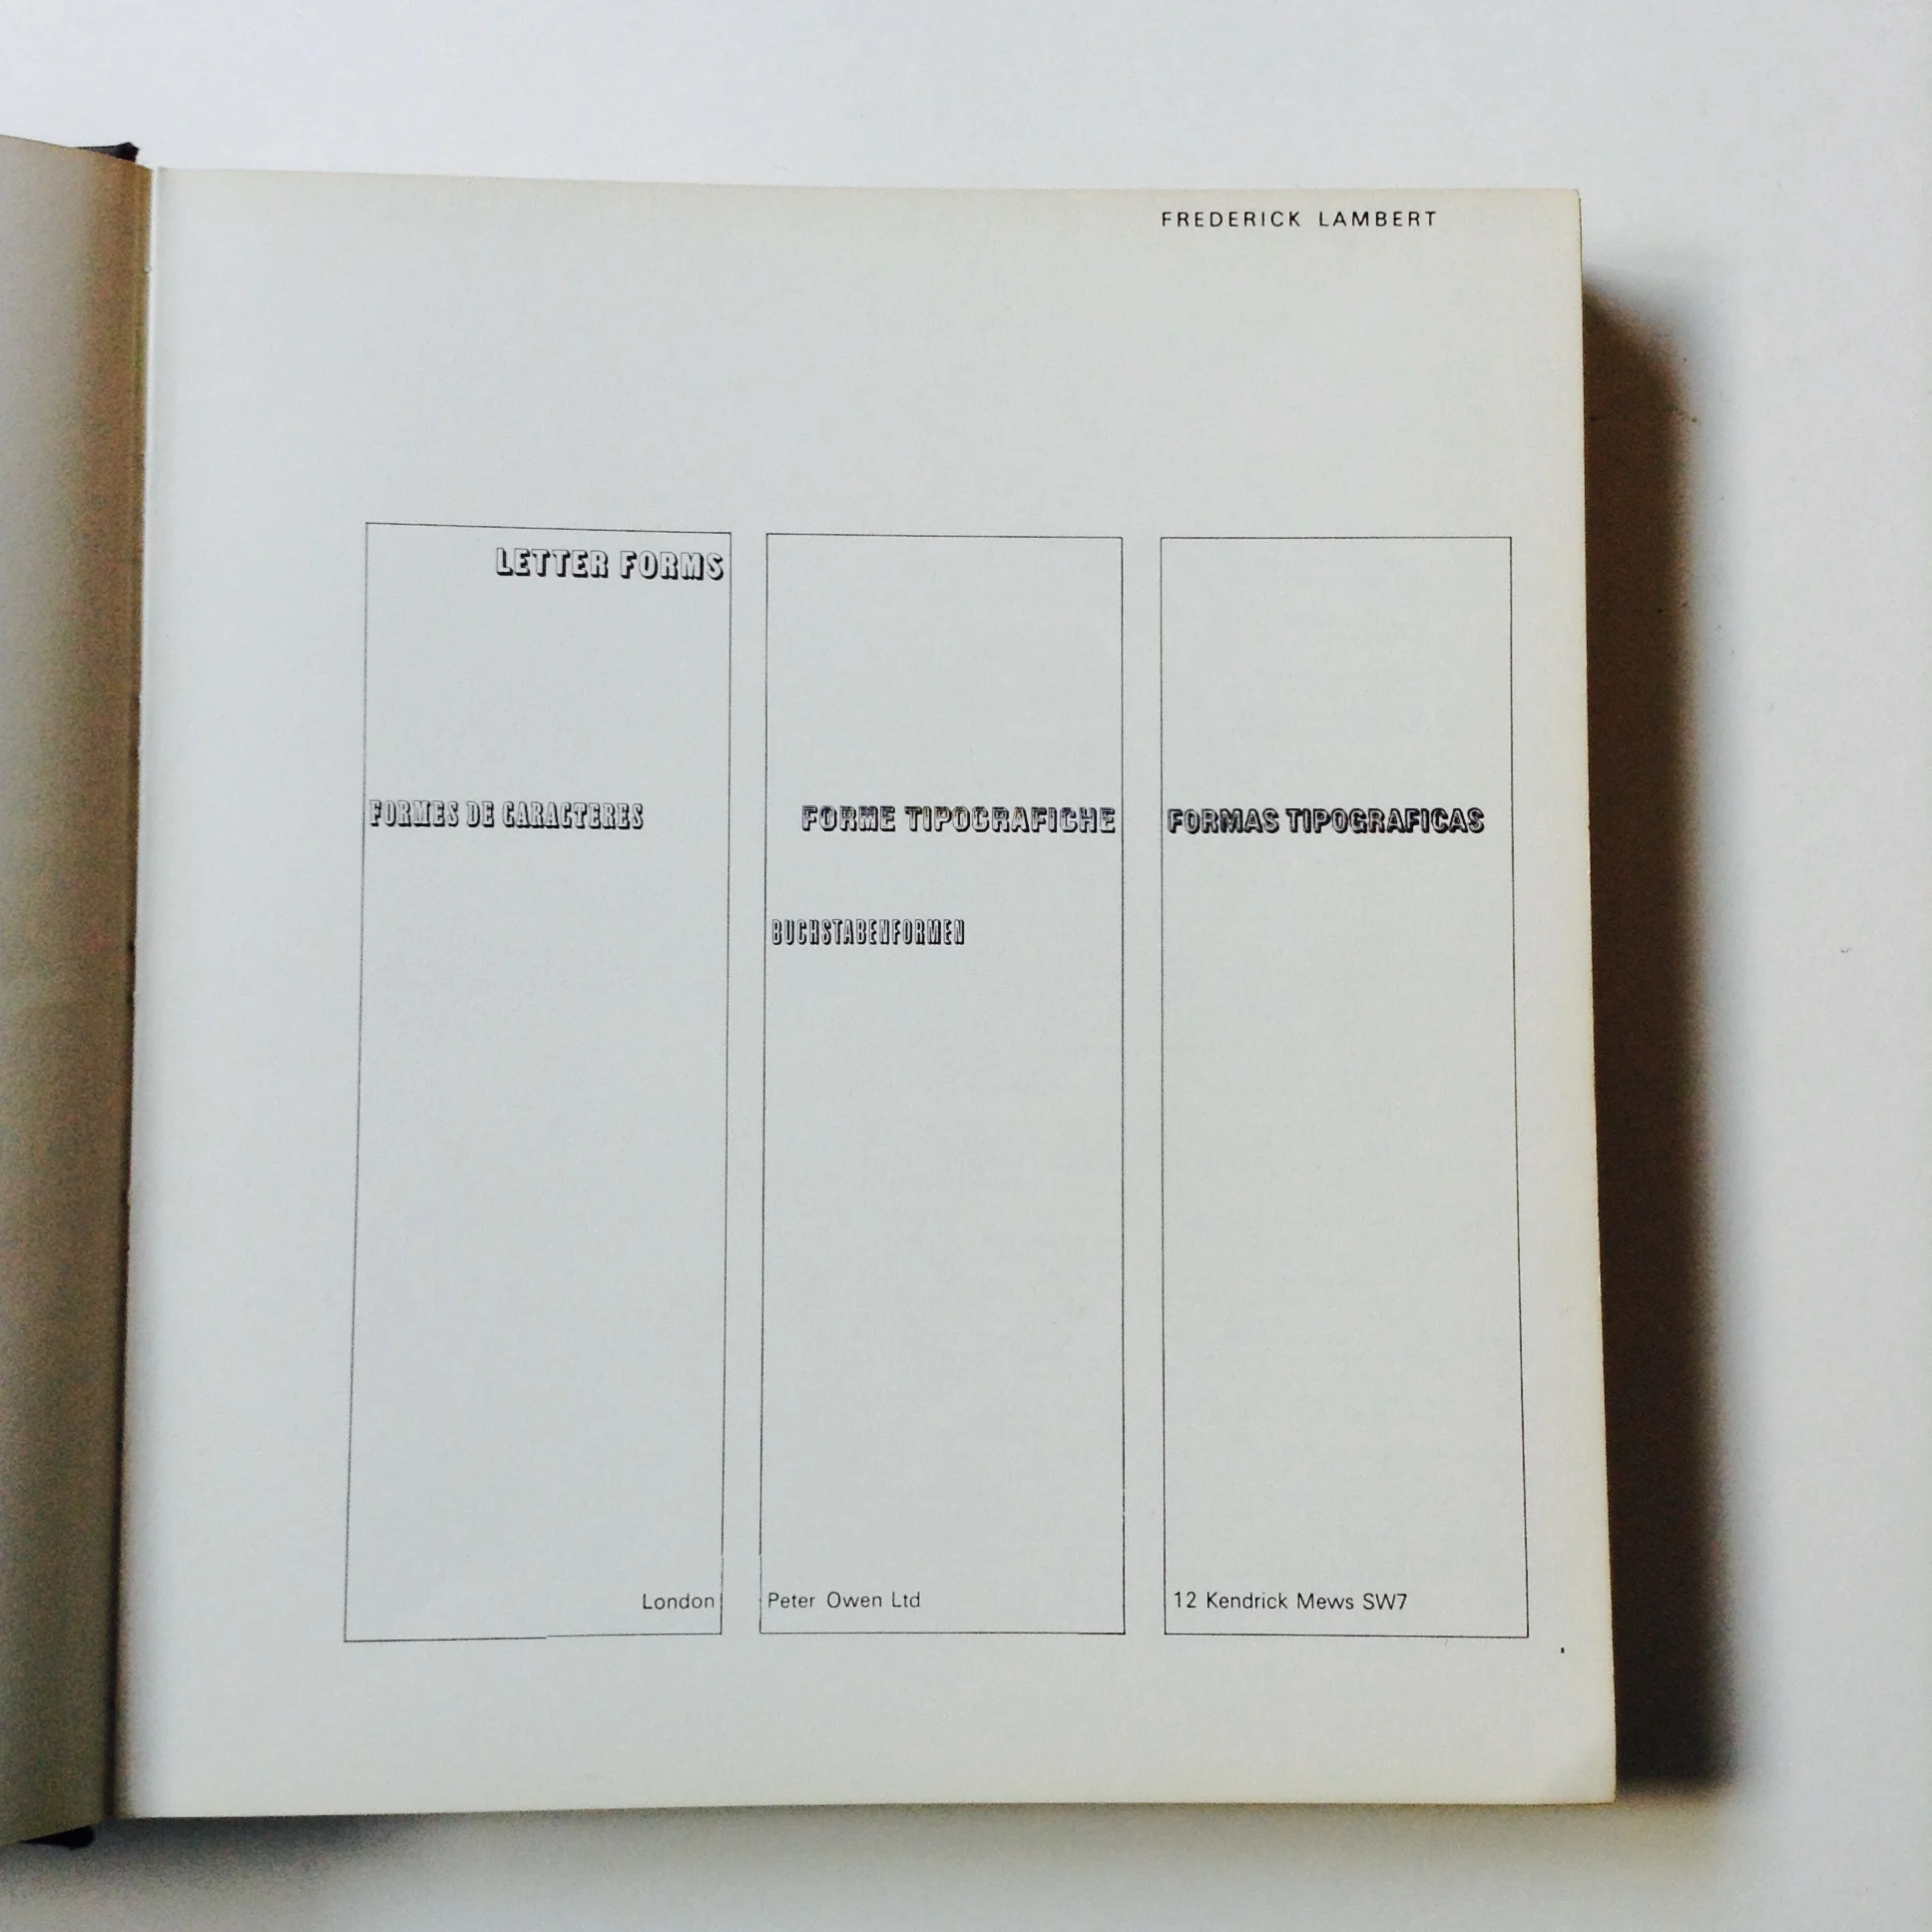 FREDERICK LAMBERT
LETTER FORMS
FORMES DE CARACTERES
FORME TIPOGRAFICHE
FORMAS TIPOGRAFICAS
BUCHSTABENFORMEN
London
Peter Owen Ltd
12 Kendrick Mews SW7